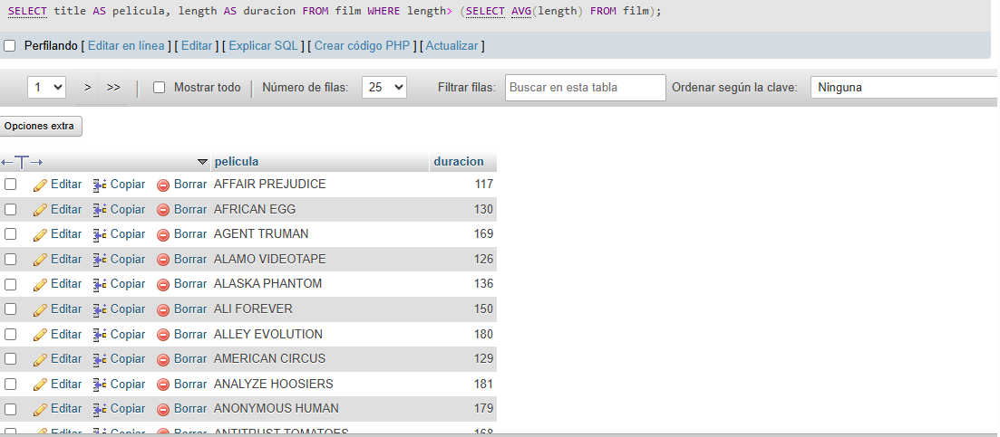 SELECT title AS pelicula, length AS duracion FROM film WHERE length> (SELECT AVG(length) FROM film);
Perfilando [ Editar en línea ] [ Editar ] [ Explicar SQL ] [ Crear código PHP ] [ Actualizar ]
1 > >> | Mostrar todo | Número de filas: 25 Filtrar filas: Buscar en esta tabla Ordenar según la clave: Ninguna
Opciones extra
←T→ pelicula duracion
Editar Copiar Borrar AFFAIR PREJUDICE 117
Editar Copiar Borrar AFRICAN EGG 130
Editar Copiar Borrar AGENT TRUMAN 169
Editar Copiar Borrar ALAMO VIDEOTAPE 126
Editar Copiar Borrar ALASKA PHANTOM 136
Editar Copiar Borrar ALI FOREVER 150
Editar Copiar Borrar ALLEY EVOLUTION 180
Editar Copiar Borrar AMERICAN CIRCUS 129
Editar Copiar Borrar ANALYZE HOOSIERS 181
Editar Copiar Borrar ANONYMOUS HUMAN 179
Editar Copiar Borrar ANTITRUST TOMATOES 168